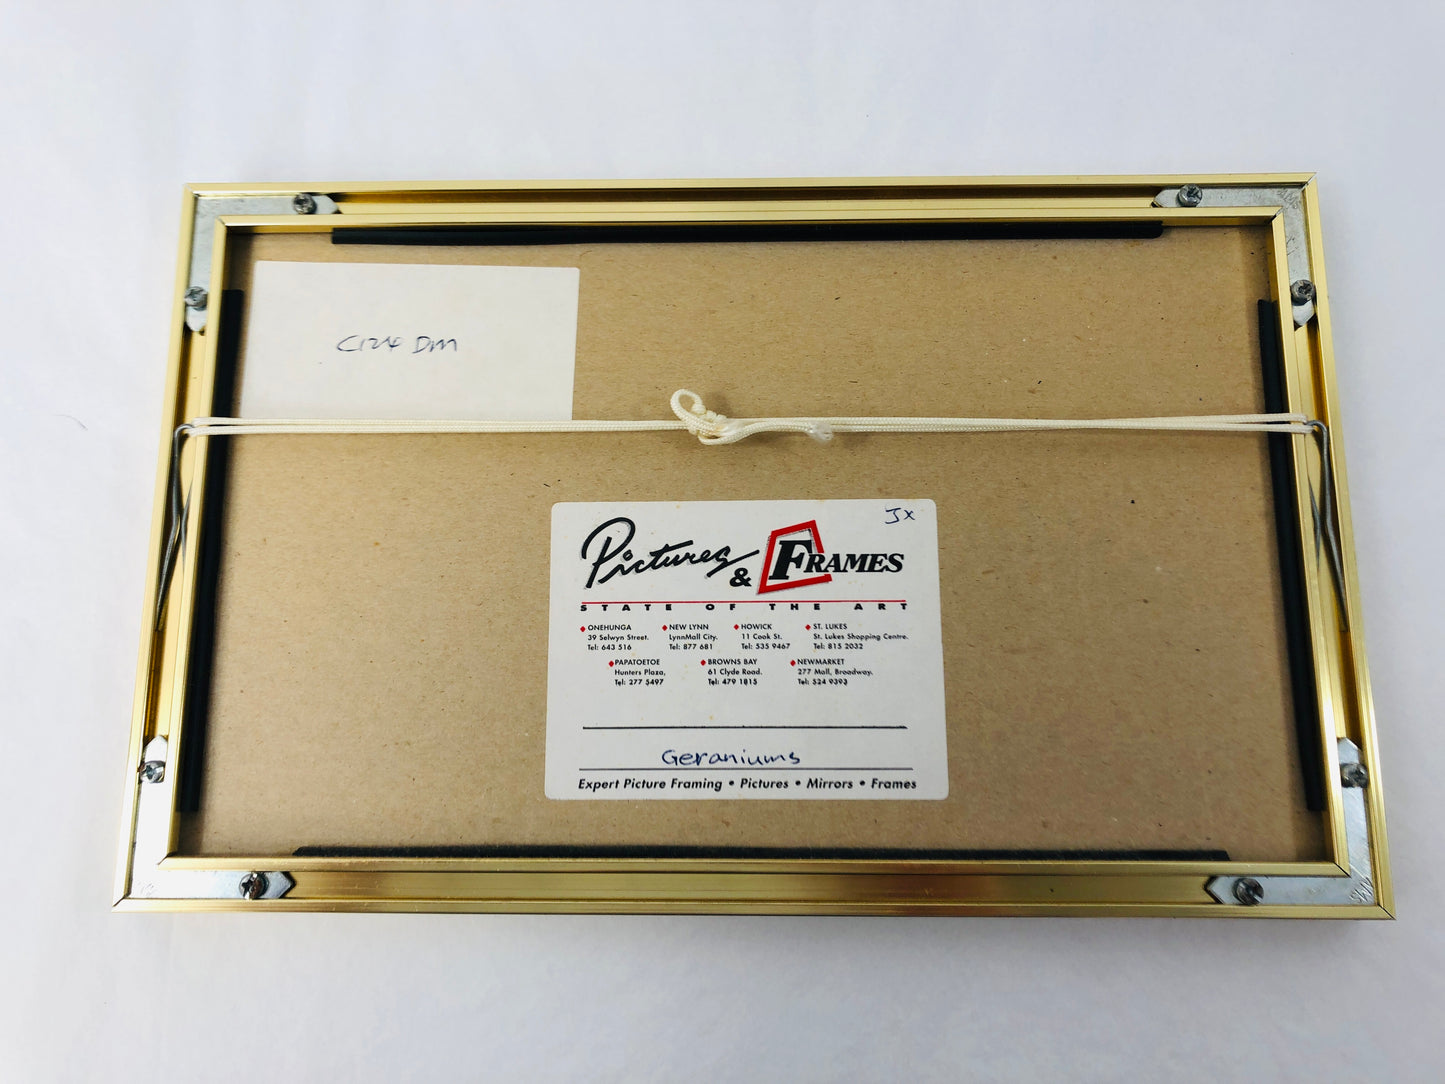 C124 DM
Jx
Pictures & FRAMES
STATE OF THE ART
ONEHUNGA
39 Selwyn Street.
Tel: 643 516
NEW LYNN
LynnMall City.
Tel: 877 681
HOWICK
11 Cook St.
Tel: 535 9467
ST. LUKES
St. Lukes Shopping Centre.
Tel: 815 2032
PAPATOETOE
Hunters Plaza,
Tel: 277 5497
BROWNS BAY
61 Clyde Road.
Tel: 479 1815
NEWMARKET
277 Mall, Broadway.
Tel: 524 9393
Geraniums
Expert Picture Framing • Pictures • Mirrors • Frames